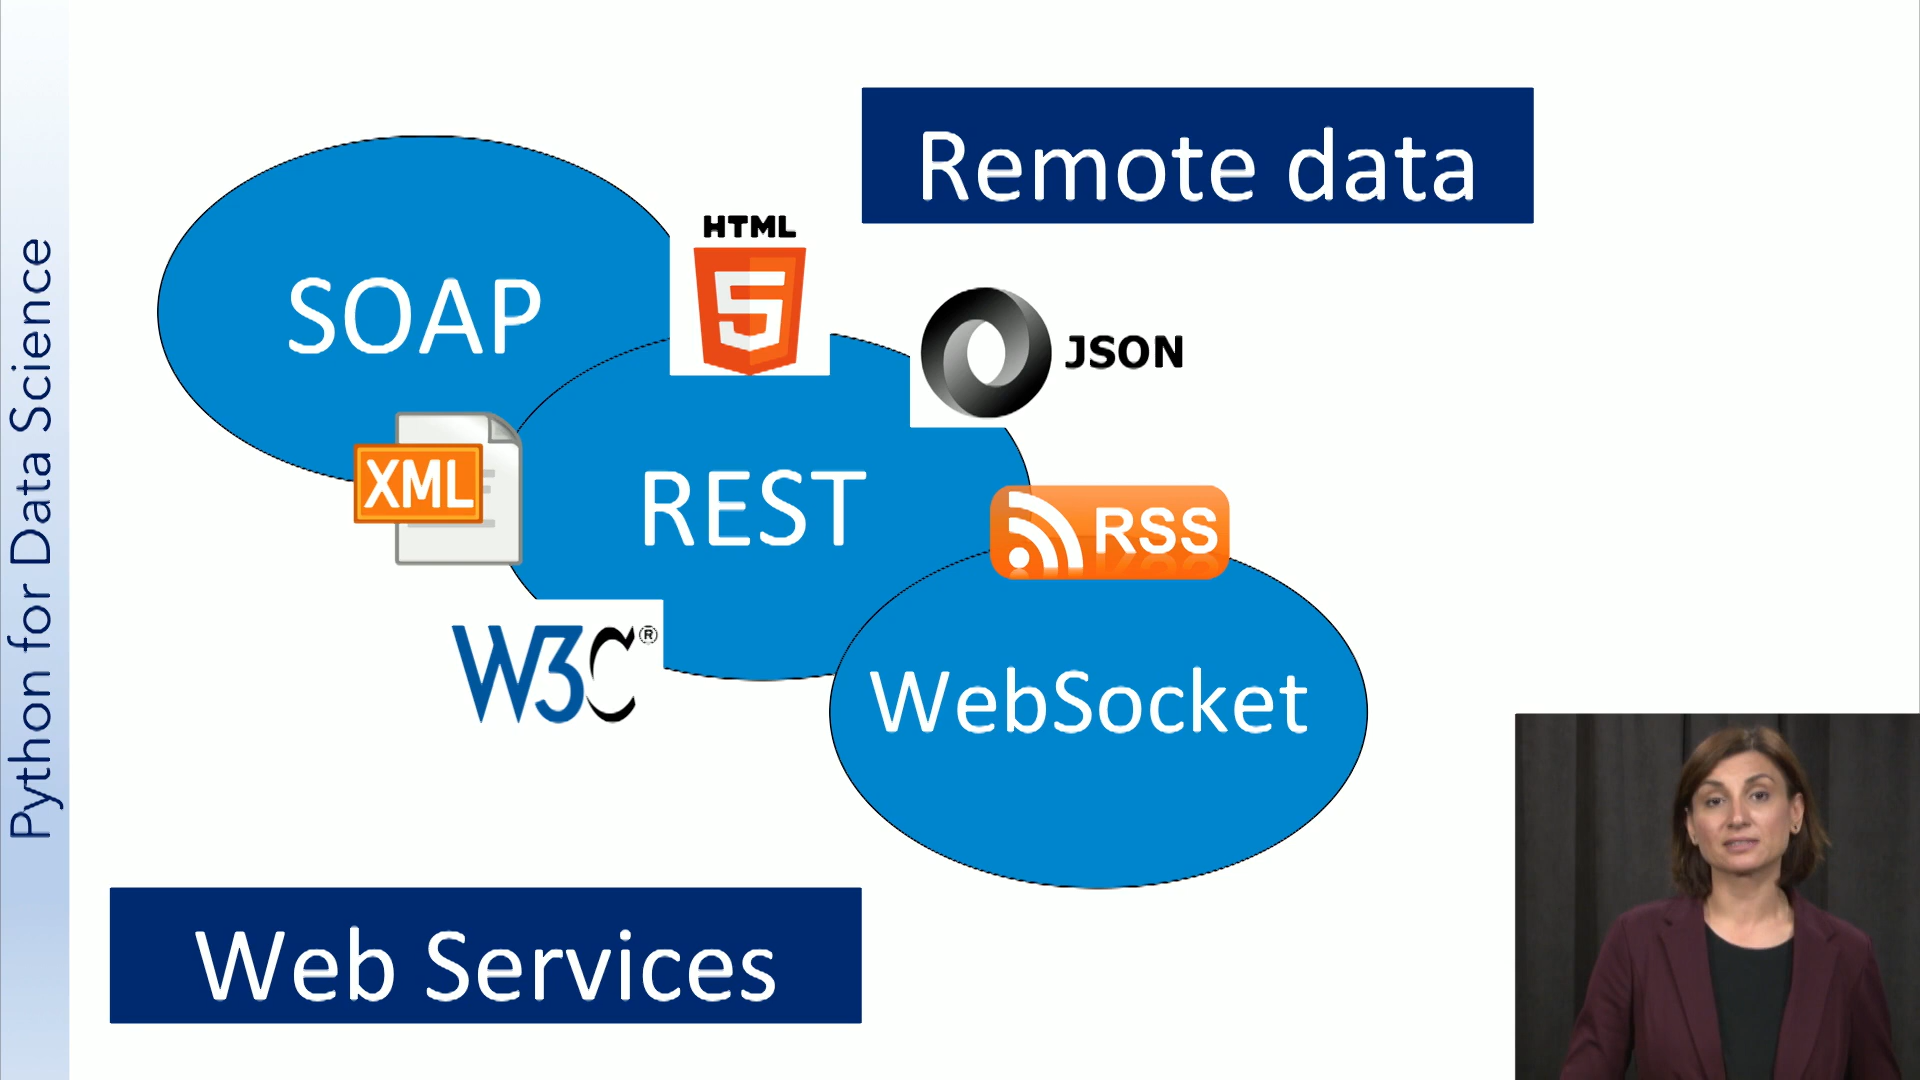 Python for Data Science
Remote data
SOAP
HTML
5
JSON
XML
REST
RSS
W3C®
WebSocket
Web Services